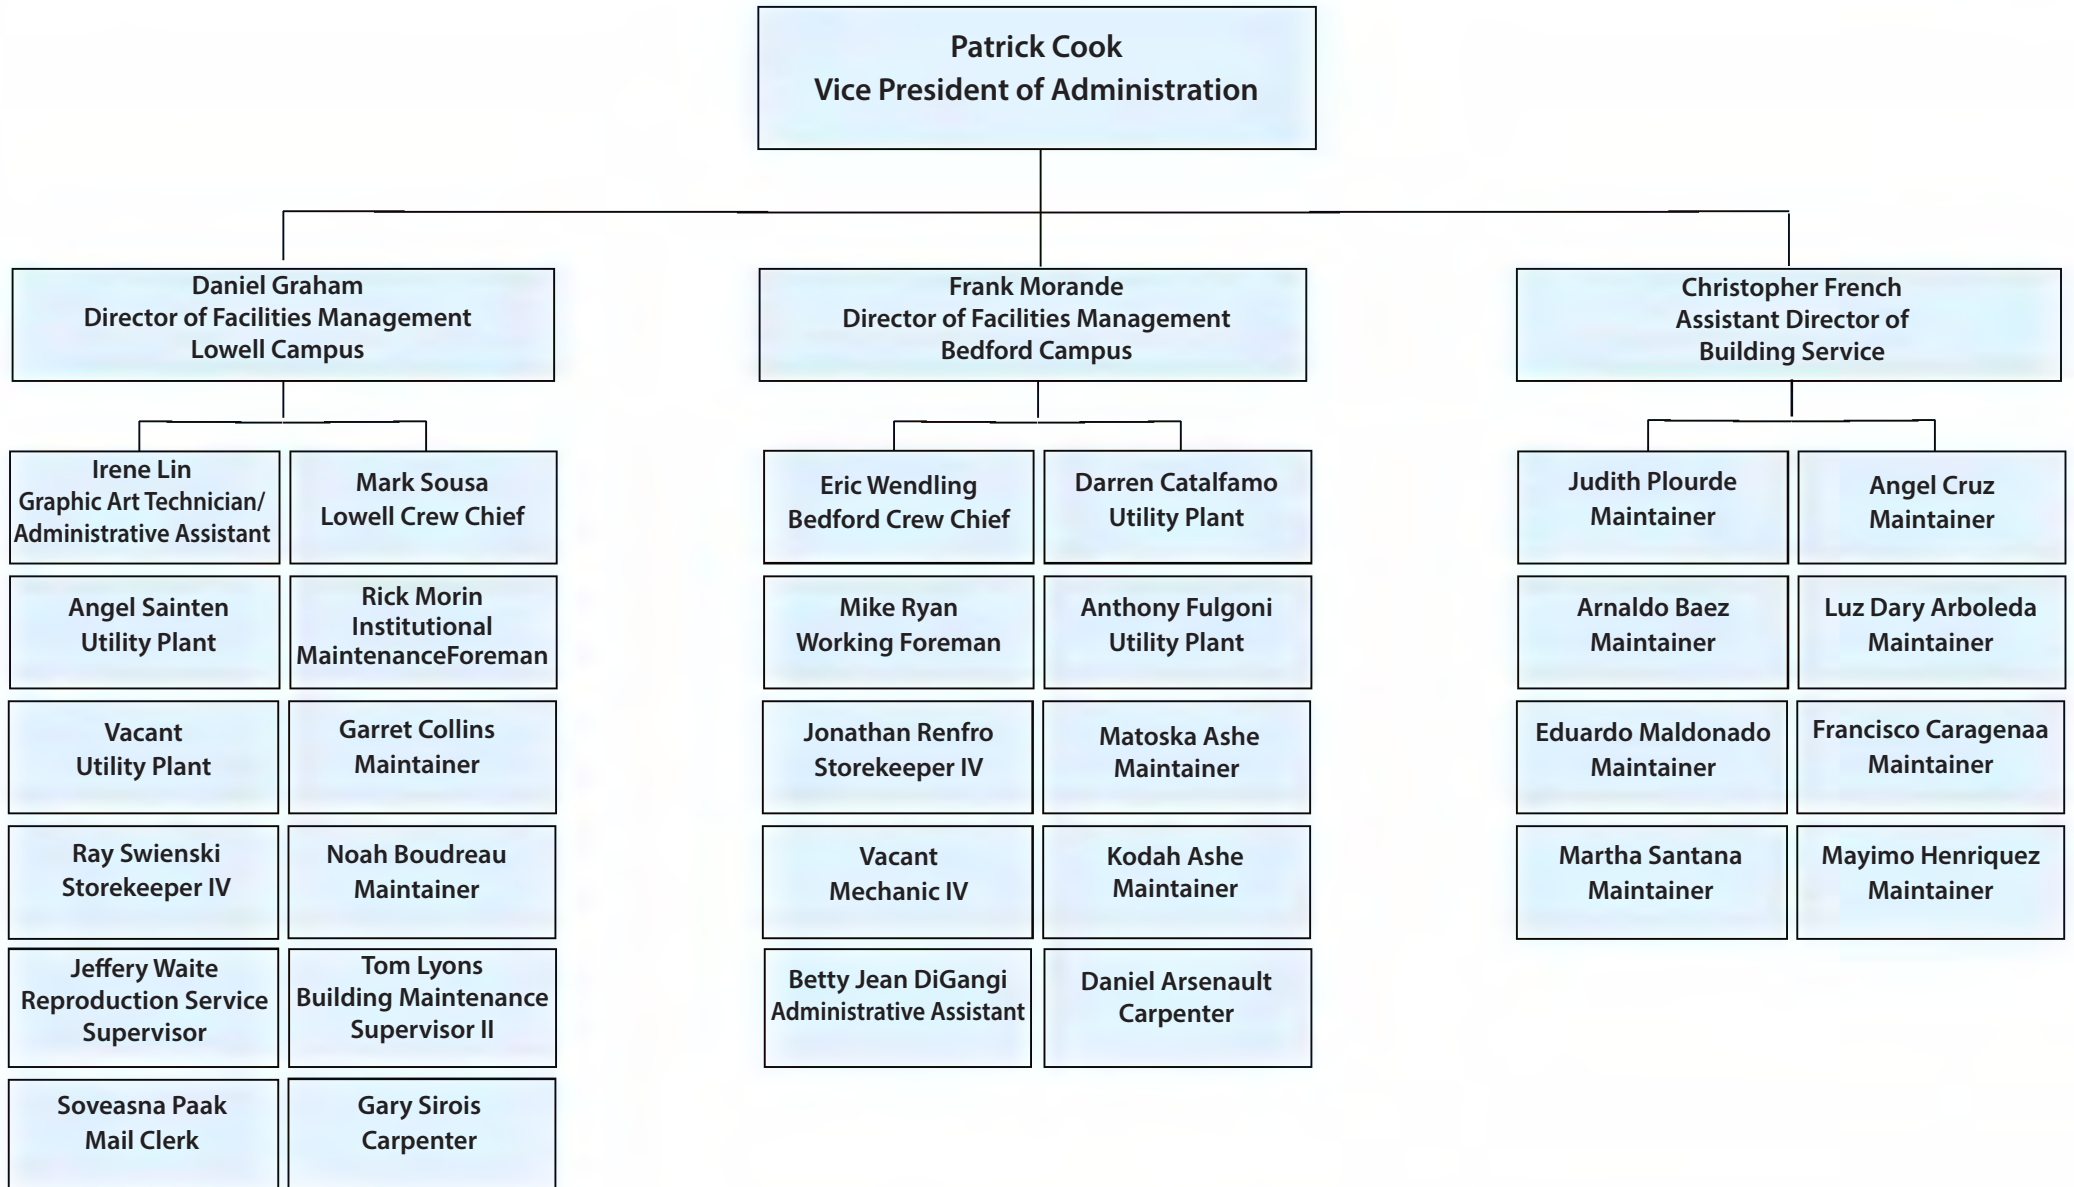 Patrick Cook
Vice President of Administration
Daniel Graham
Director of Facilities Management
Lowell Campus
Frank Morande
Director of Facilities Management
Bedford Campus
Christopher French
Assistant Director of
Building Service
Irene Lin
Graphic Art Technician/
Administrative Assistant
Mark Sousa
Lowell Crew Chief
Angel Sainten
Utility Plant
Rick Morin
Institutional
MaintenanceForeman
Vacant
Utility Plant
Garret Collins
Maintainer
Ray Swienski
Storekeeper IV
Noah Boudreau
Maintainer
Jeffery Waite
Reproduction Service
Supervisor
Tom Lyons
Building Maintenance
Supervisor II
Soveasna Paak
Mail Clerk
Gary Sirois
Carpenter
Eric Wendling
Bedford Crew Chief
Darren Catalfamo
Utility Plant
Mike Ryan
Working Foreman
Anthony Fulgoni
Utility Plant
Jonathan Renfro
Storekeeper IV
Matoska Ashe
Maintainer
Vacant
Mechanic IV
Kodah Ashe
Maintainer
Betty Jean DiGangi
Administrative Assistant
Daniel Arsenault
Carpenter
Judith Plourde
Maintainer
Angel Cruz
Maintainer
Arnaldo Baez
Maintainer
Luz Dary Arboleda
Maintainer
Eduardo Maldonado
Maintainer
Francisco Caragenaa
Maintainer
Martha Santana
Maintainer
Mayimo Henriquez
Maintainer